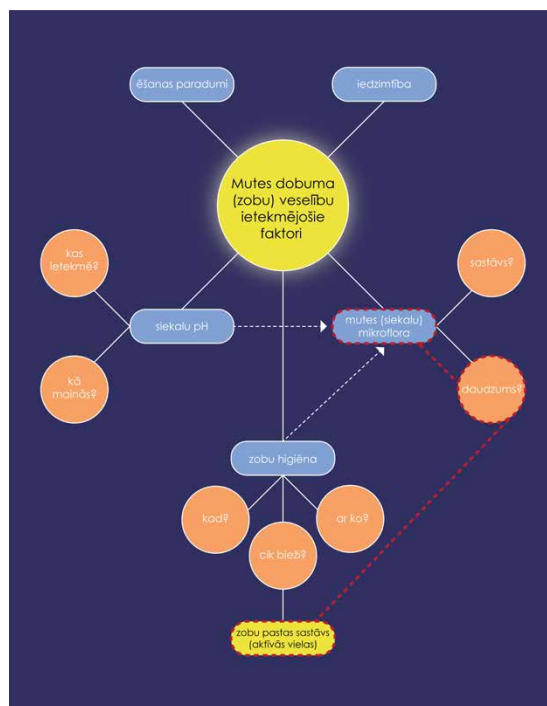 ēšanas paradumi
iedzimtība
Mutes dobuma
(zobu) veselību
ietekmējošie
faktori
kas
ietekmē?
sastāvs?
siekalu pH
mutes (siekalu)
mikroflora
kā
mainās?
daudzums?
zobu higiēna
kad?
ar ko?
cik bieži?
zobu pastas sastāvs
(aktīvās vielas)